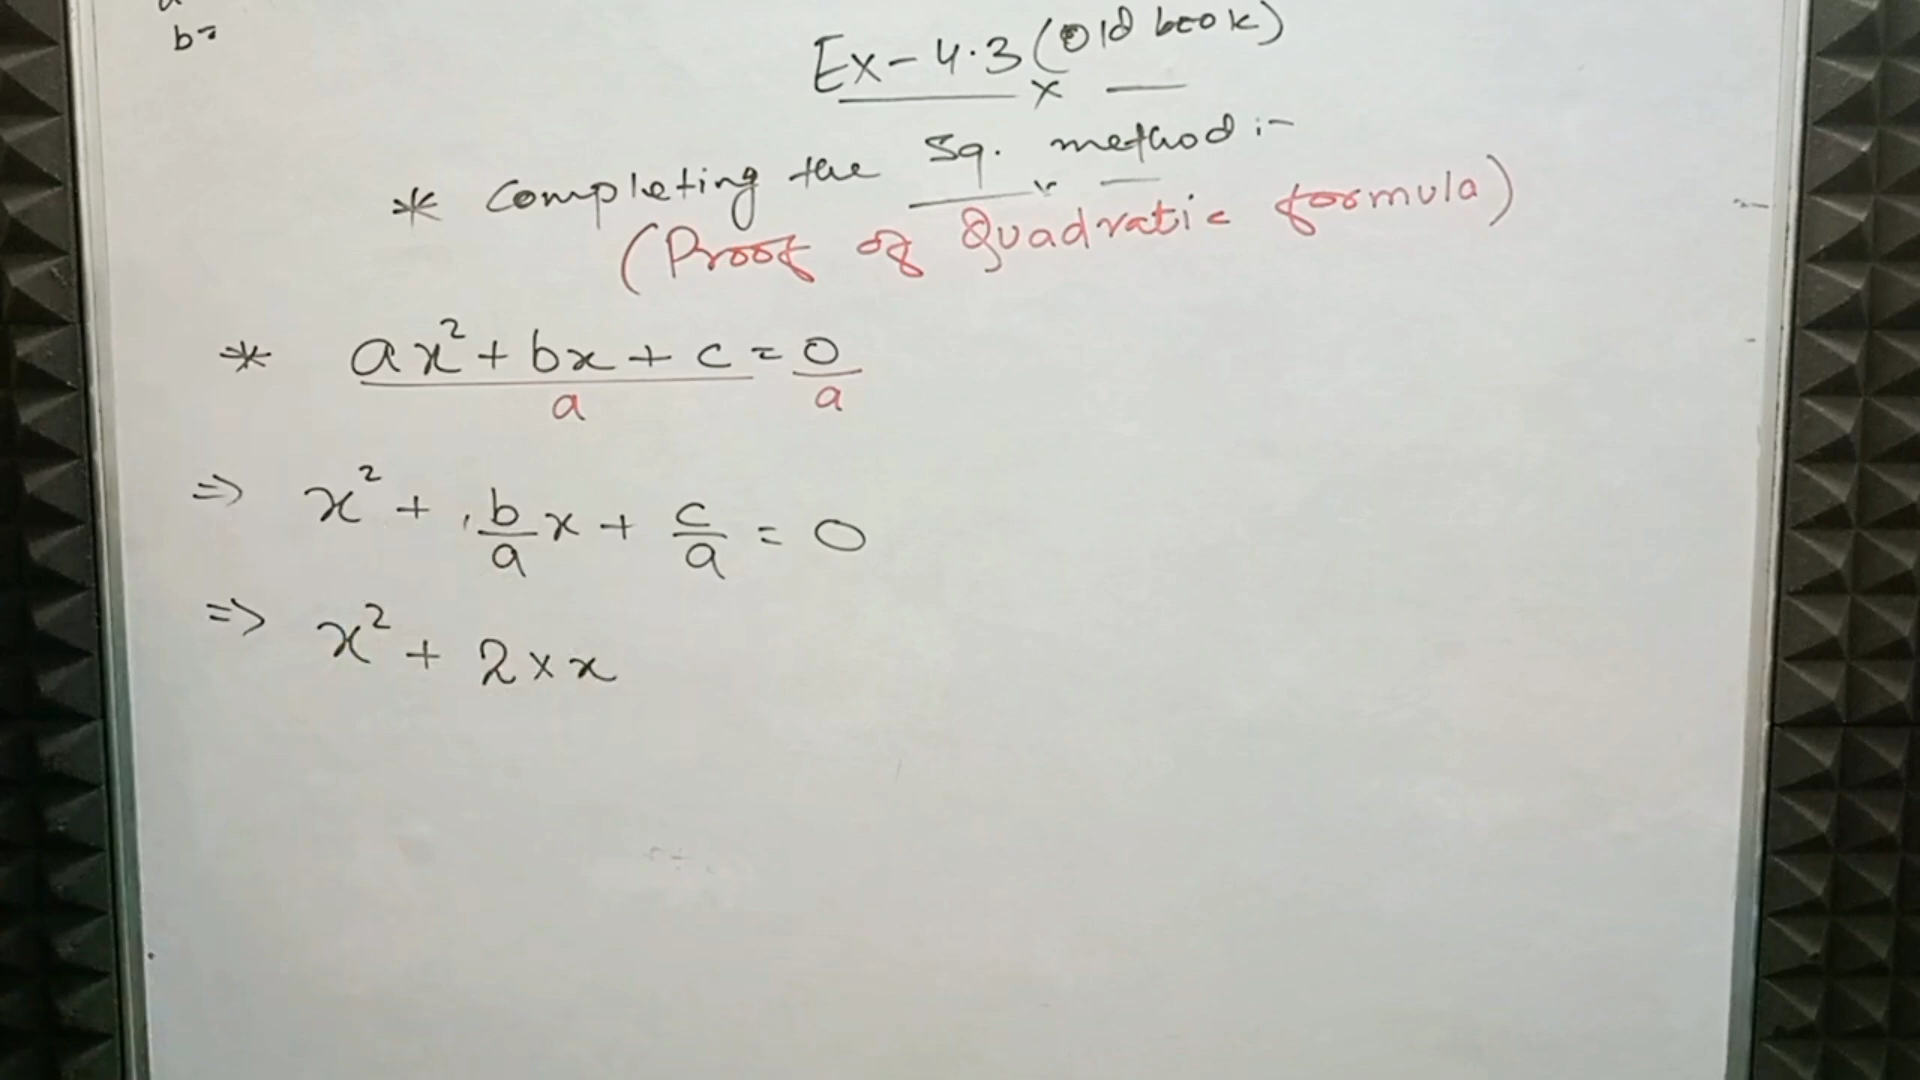 b=
Ex-4.3 (Old book)
* Completing the Sq. method :-
(Proof of Quadratic formula)
* ax²+bx+c=0
a a
⇒ x² + b/a x + c/a = 0
⇒ x² + 2×x